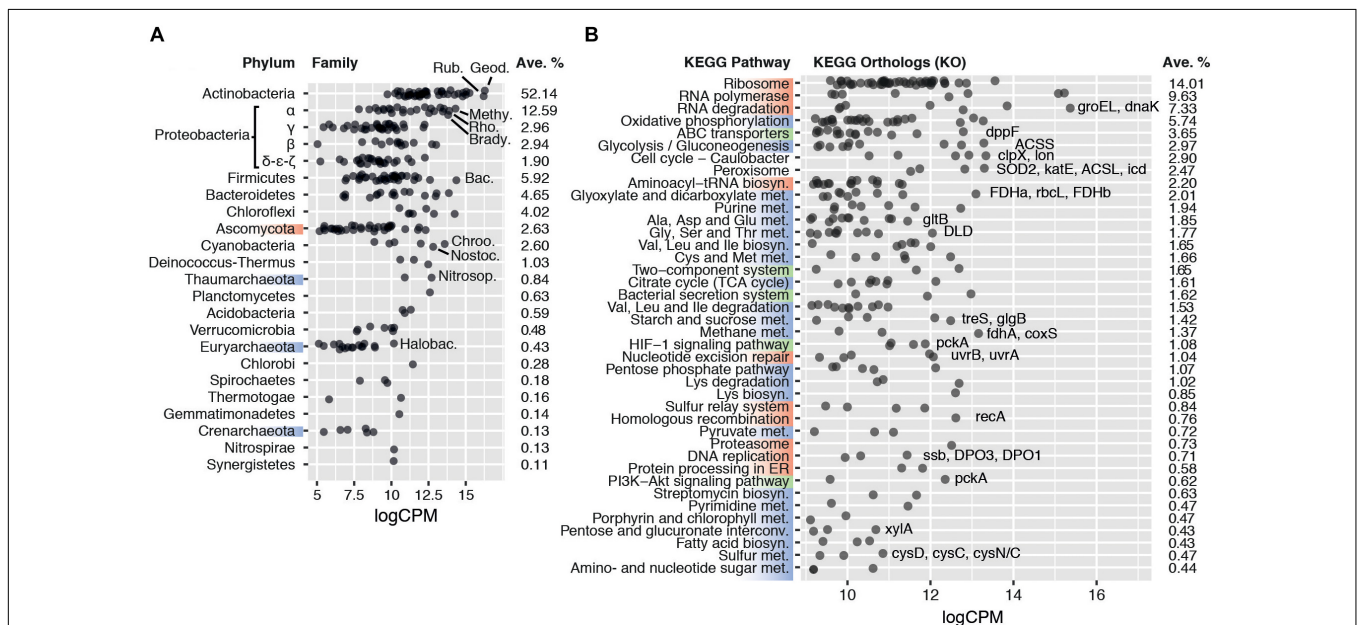 A
Phylum Family Ave. %
Rub. Geod.
Actinobacteria 52.14
α 12.59
Methy.
Proteobacteria γ Rho. 2.96
Brady.
β 2.94
δ-ε-ζ 1.90
Firmicutes Bac. 5.92
Bacteroidetes 4.65
Chloroflexi 4.02
Ascomycota 2.63
Cyanobacteria Chroo. 2.60
Nostoc.
Deinococcus-Thermus 1.03
Thaumarchaeota Nitrosop. 0.84
Planctomycetes 0.63
Acidobacteria 0.59
Verrucomicrobia 0.48
Euryarchaeota Halobac. 0.43
Chlorobi 0.28
Spirochaetes 0.18
Thermotogae 0.16
Gemmatimonadetes 0.14
Crenarchaeota 0.13
Nitrospirae 0.13
Synergistetes 0.11
5 7.5 10 12.5 15
logCPM
B
KEGG Pathway KEGG Orthologs (KO) Ave. %
Ribosome 14.01
RNA polymerase 9.63
RNA degradation groEL, dnaK 7.33
Oxidative phosphorylation 5.74
ABC transporters dppF 3.65
Glycolysis / Gluconeogenesis ACSS 2.97
Cell cycle − Caulobacter clpX, lon 2.90
Peroxisome SOD2, katE, ACSL, icd 2.47
Aminoacyl−tRNA biosyn. 2.20
Glyoxylate and dicarboxylate met. FDHa, rbcL, FDHb 2.01
Purine met. 1.94
Ala, Asp and Glu met. gltB 1.85
Gly, Ser and Thr met. DLD 1.77
Val, Leu and Ile biosyn. 1.65
Cys and Met met. 1.66
Two−component system 1.65
Citrate cycle (TCA cycle) 1.61
Bacterial secretion system 1.62
Val, Leu and Ile degradation 1.53
Starch and sucrose met. treS, glgB 1.42
Methane met. fdhA, coxS 1.37
HIF−1 signaling pathway pckA 1.08
Nucleotide excision repair uvrB, uvrA 1.04
Pentose phosphate pathway 1.07
Lys degradation 1.02
Lys biosyn. 0.85
Sulfur relay system 0.84
Homologous recombination recA 0.76
Pyruvate met. 0.72
Proteasome 0.73
DNA replication ssb, DPO3, DPO1 0.71
Protein processing in ER 0.58
PI3K−Akt signaling pathway pckA 0.62
Streptomycin biosyn. 0.63
Pyrimidine met. 0.47
Porphyrin and chlorophyll met. 0.47
Pentose and glucuronate interconv. xylA 0.43
Fatty acid biosyn. 0.43
Sulfur met. cysD, cysC, cysN/C 0.47
Amino- and nucleotide sugar met. 0.44
10 12 14 16
logCPM